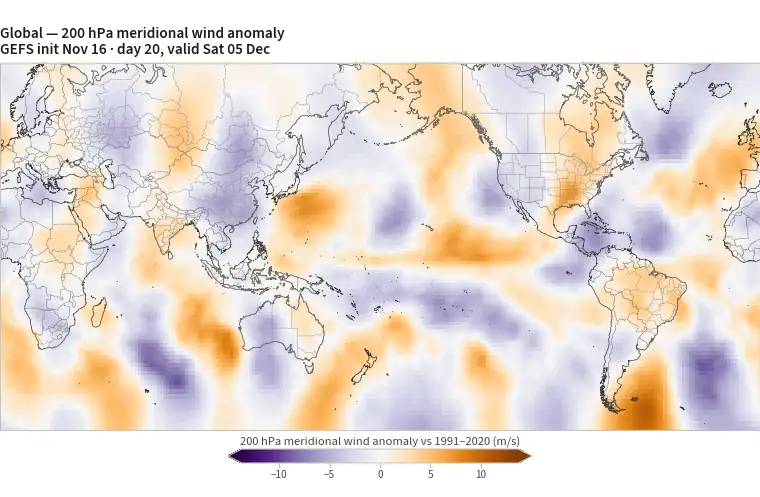 Global — 200 hPa meridional wind anomaly
GEFS init Nov 16 · day 20, valid Sat 05 Dec
200 hPa meridional wind anomaly vs 1991–2020 (m/s)
−10 −5 0 5 10